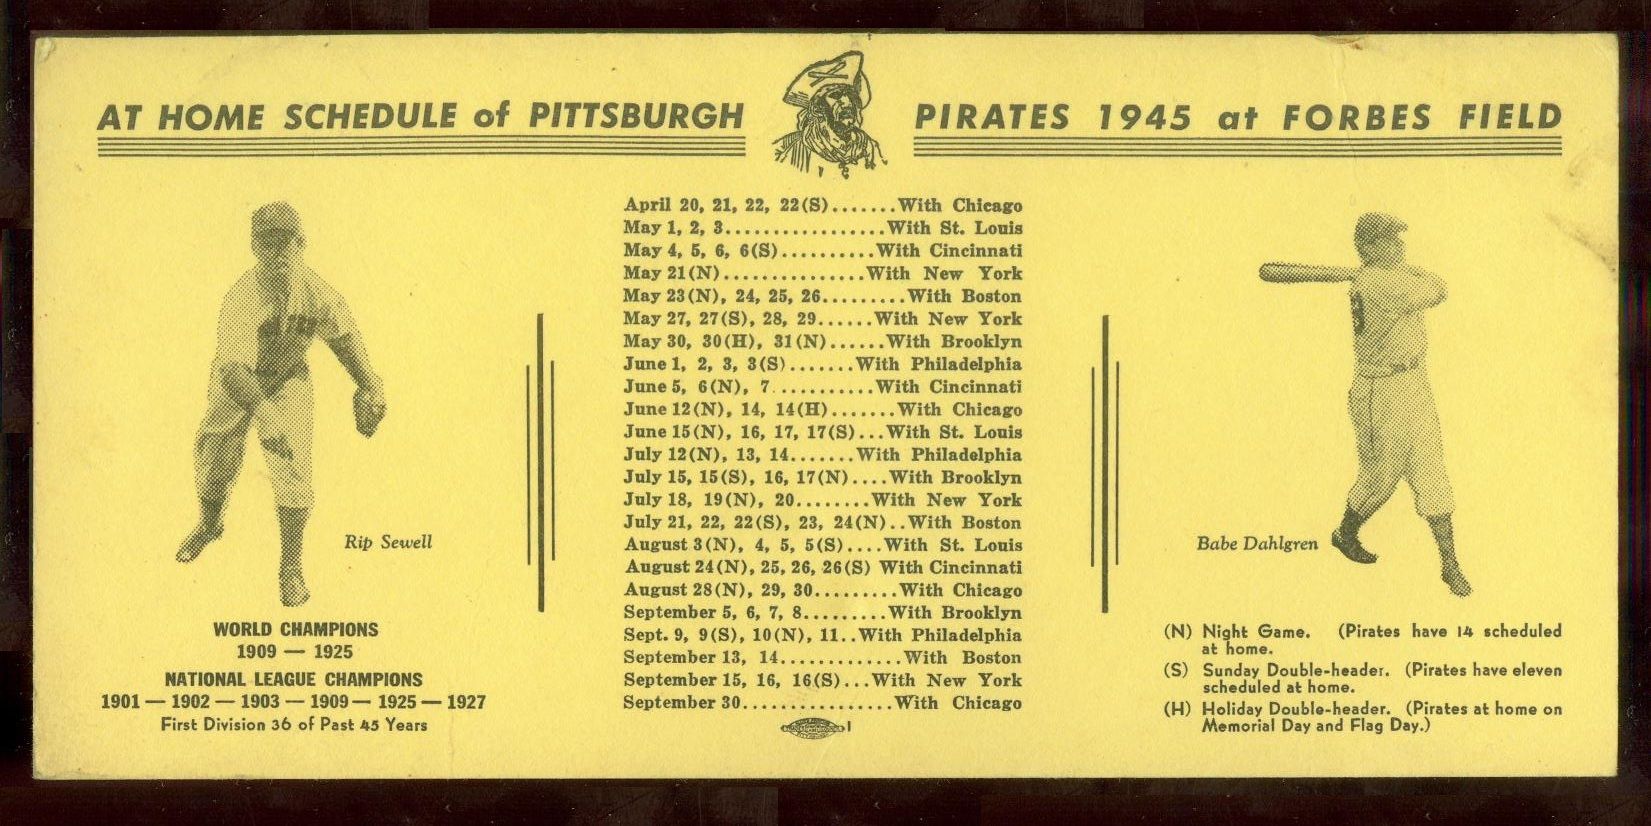 AT HOME SCHEDULE of PITTSBURGH PIRATES 1945 at FORBES FIELD
April 20, 21, 22, 22(S).......With Chicago
May 1, 2, 3.................With St. Louis
May 4, 5, 6, 6(S)..........With Cincinnati
May 21(N)...............With New York
May 23(N), 24, 25, 26.........With Boston
May 27, 27(S), 28, 29......With New York
May 30, 30(H), 31(N)......With Brooklyn
June 1, 2, 3, 3(S).......With Philadelphia
June 5, 6(N), 7...........With Cincinnati
June 12(N), 14, 14(H).......With Chicago
June 15(N), 16, 17, 17(S)...With St. Louis
July 12(N), 13, 14.......With Philadelphia
July 15, 15(S), 16, 17(N)....With Brooklyn
July 18, 19(N), 20........With New York
July 21, 22, 22(S), 23, 24(N)..With Boston
August 3(N), 4, 5, 5(S)....With St. Louis
August 24(N), 25, 26, 26(S) With Cincinnati
August 28(N), 29, 30.........With Chicago
September 5, 6, 7, 8.........With Brooklyn
Sept. 9, 9(S), 10(N), 11..With Philadelphia
September 13, 14.............With Boston
September 15, 16, 16(S)...With New York
September 30................With Chicago
Rip Sewell
WORLD CHAMPIONS
1909 — 1925
NATIONAL LEAGUE CHAMPIONS
1901 — 1902 — 1903 — 1909 — 1925 — 1927
First Division 36 of Past 45 Years
Babe Dahlgren
(N) Night Game. (Pirates have 14 scheduled
at home.
(S) Sunday Double-header. (Pirates have eleven
scheduled at home.
(H) Holiday Double-header. (Pirates at home on
Memorial Day and Flag Day.)